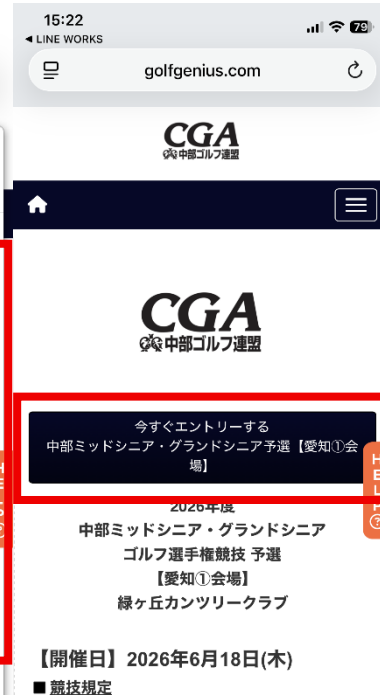 15:22
79
◀ LINE WORKS
golfgenius.com
CGA
中部ゴルフ連盟
CGA
中部ゴルフ連盟
今すぐエントリーする
中部ミッドシニア・グランドシニア予選【愛知①会
場】
2026年度
中部ミッドシニア・グランドシニア
ゴルフ選手権競技 予選
【愛知①会場】
緑ヶ丘カンツリークラブ
【開催日】2026年6月18日(木)
■ 競技規定
HELP